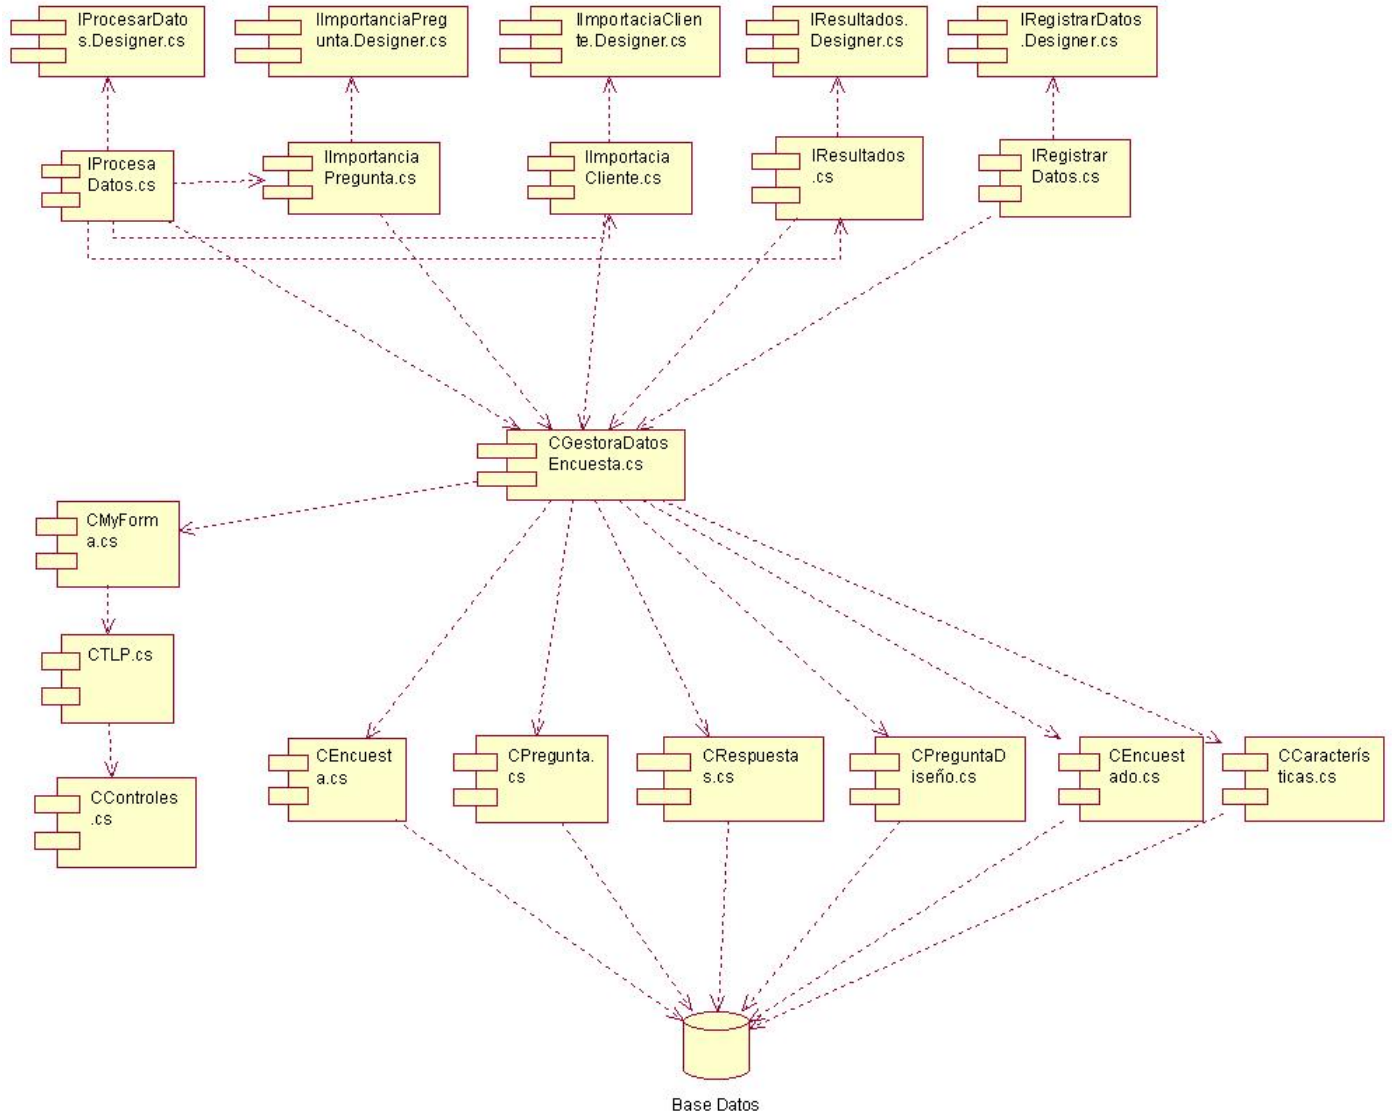 IProcesarDato
s.Designer.cs
IImportanciaPreg
unta.Designer.cs
IImportaciaClien
te.Designer.cs
IResultados.
Designer.cs
IRegistrarDatos
.Designer.cs
IProcesa
Datos.cs
IImportancia
Pregunta.cs
IImportacia
Cliente.cs
IResultados
.cs
IRegistrar
Datos.cs
CGestoraDatos
Encuesta.cs
CMyForm
a.cs
CTLP.cs
CControles
.cs
CEncuest
a.cs
CPregunta.
cs
CRespuesta
s.cs
CPreguntaD
iseño.cs
CEncuest
ado.cs
CCaracterís
ticas.cs
Base Datos